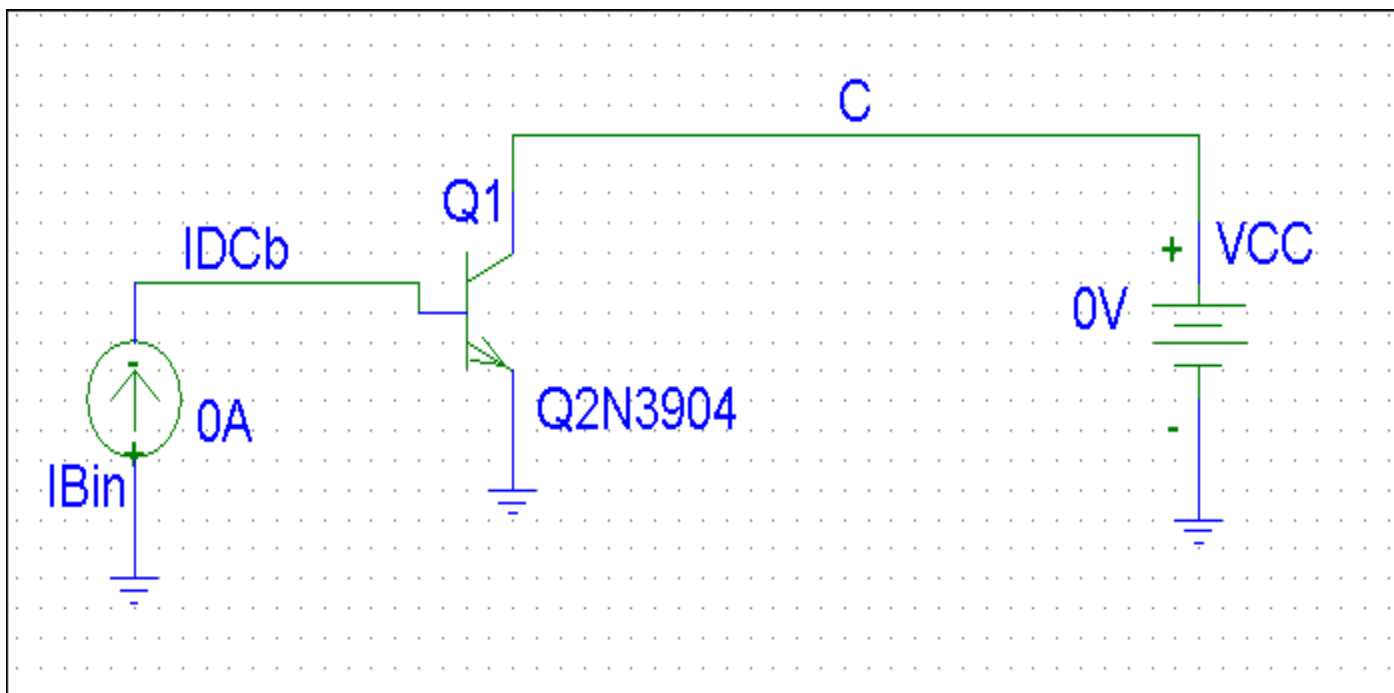 C
Q1
IDCb
VCC
+
0V
-
0A
+
Q2N3904
-
IBin